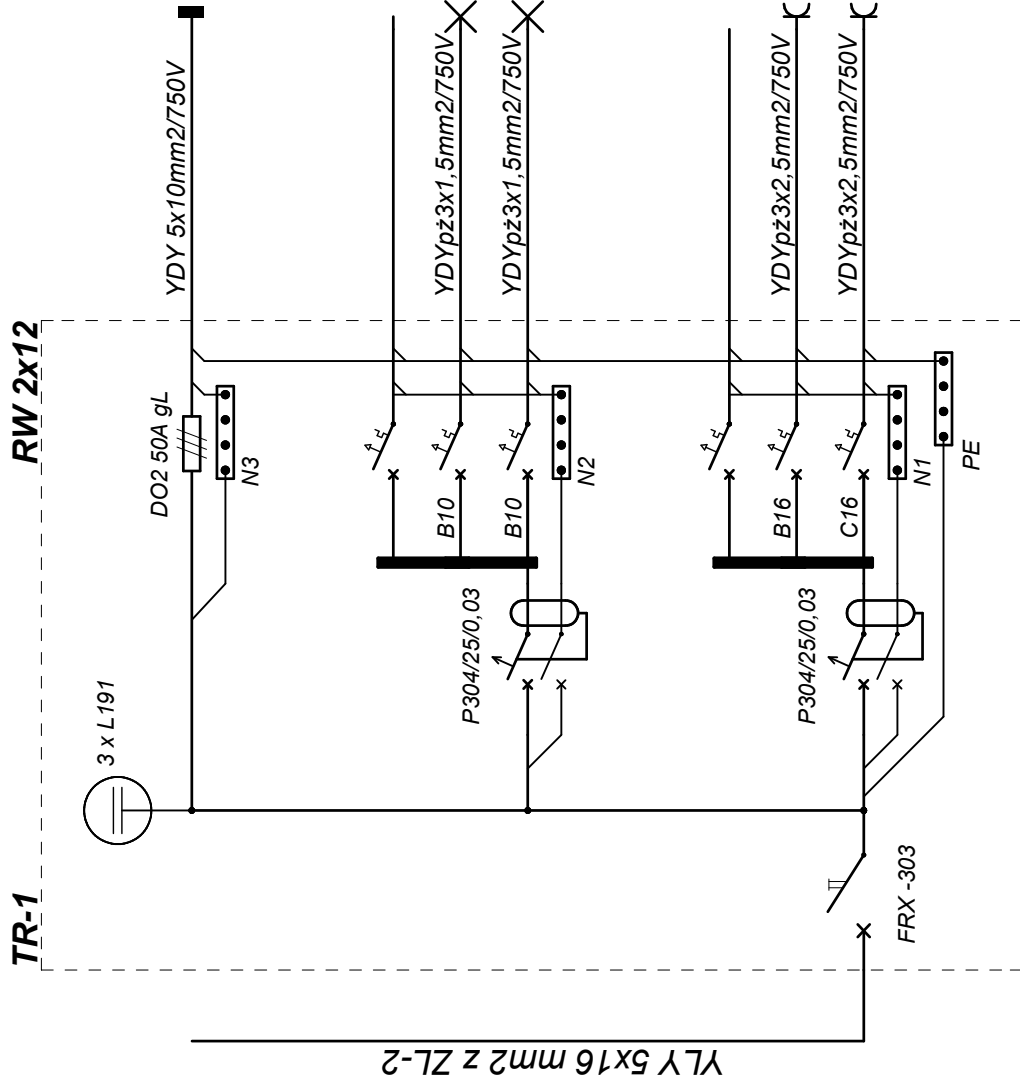 TR-1
RW 2x12
3 x L191
DO2 50A gL
N3
YDY 5x10mm2/750V
P304/25/0,03
B10
B10
N2
YDYpż3x1,5mm2/750V
YDYpż3x1,5mm2/750V
P304/25/0,03
B16
C16
N1
PE
YDYpż3x2,5mm2/750V
YDYpż3x2,5mm2/750V
FRX -303
YLY 5x16 mm2 z ZL-2